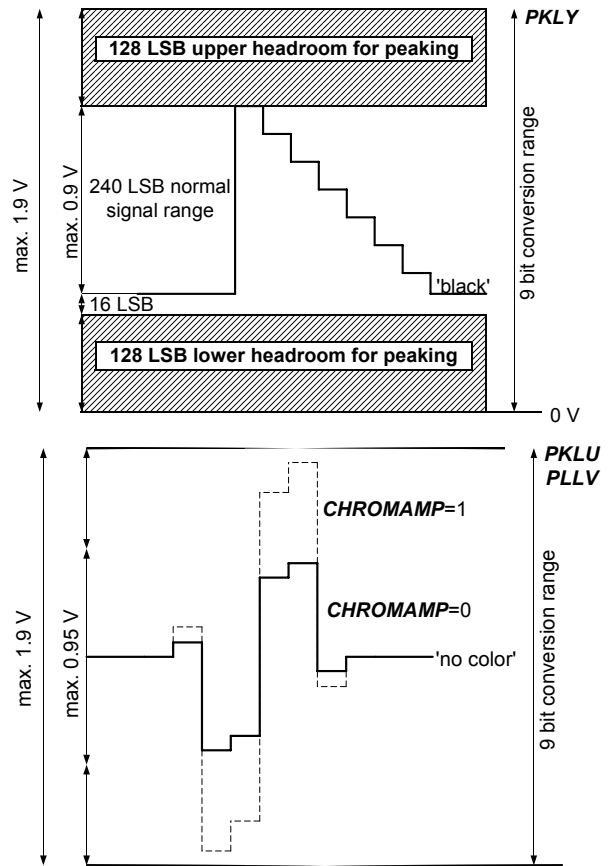 PKLY
128 LSB upper headroom for peaking
max. 1.9 V
max. 0.9 V
240 LSB normal
signal range
9 bit conversion range
'black'
16 LSB
128 LSB lower headroom for peaking
0 V
PKLU
PLLV
CHROMAMP=1
CHROMAMP=0
max. 1.9 V
max. 0.95 V
'no color'
9 bit conversion range